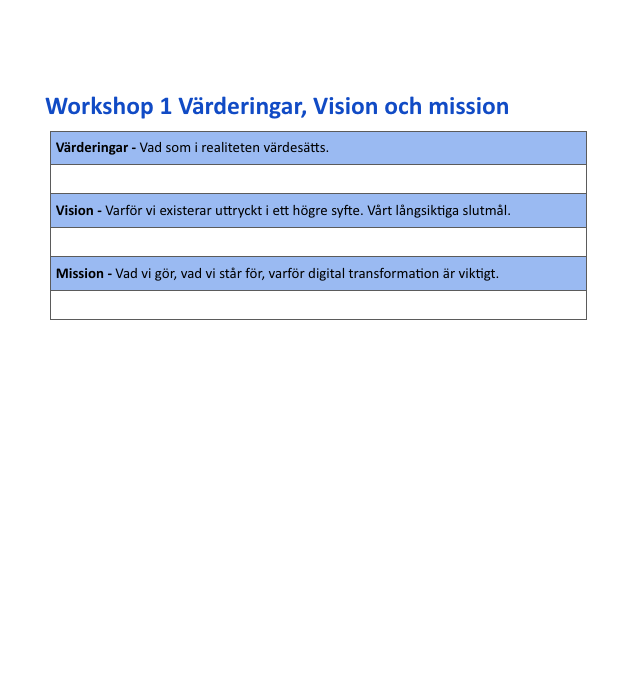 Workshop 1 Värderingar, Vision och mission
Värderingar - Vad som i realiteten värdesätts.
Vision - Varför vi existerar uttryckt i ett högre syfte. Vårt långsiktiga slutmål.
Mission - Vad vi gör, vad vi står för, varför digital transformation är viktigt.